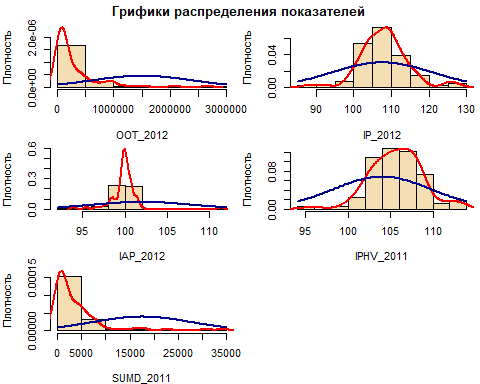 Грифики распределения показателей
Плотность
0.0e+00 2.0e-06
0 1000000 2000000 3000000
OOT_2012
Плотность
0.00 0.04
90 100 110 120 130
IP_2012
Плотность
0.0 0.3 0.6
95 100 105 110
IAP_2012
Плотность
0.00 0.08
95 100 105 110
IPHV_2011
Плотность
0.00000 0.00015
0 5000 15000 25000 35000
SUMD_2011